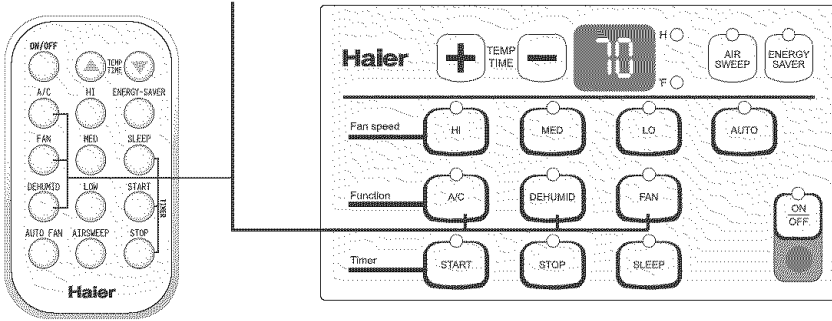 ON/OFF
TEMP
TIME
A/C HI ENERGY-SAVER
FAN MED SLEEP
DEHUMID LOW START
TIMER
AUTO FAN AIRSWEEP STOP
Haier
Haier
TEMP
TIME
70
H
°F
AIR
SWEEP
ENERGY
SAVER
Fan speed
HI MED LO AUTO
Function
A/C DEHUMID FAN
ON
OFF
Timer
START STOP SLEEP